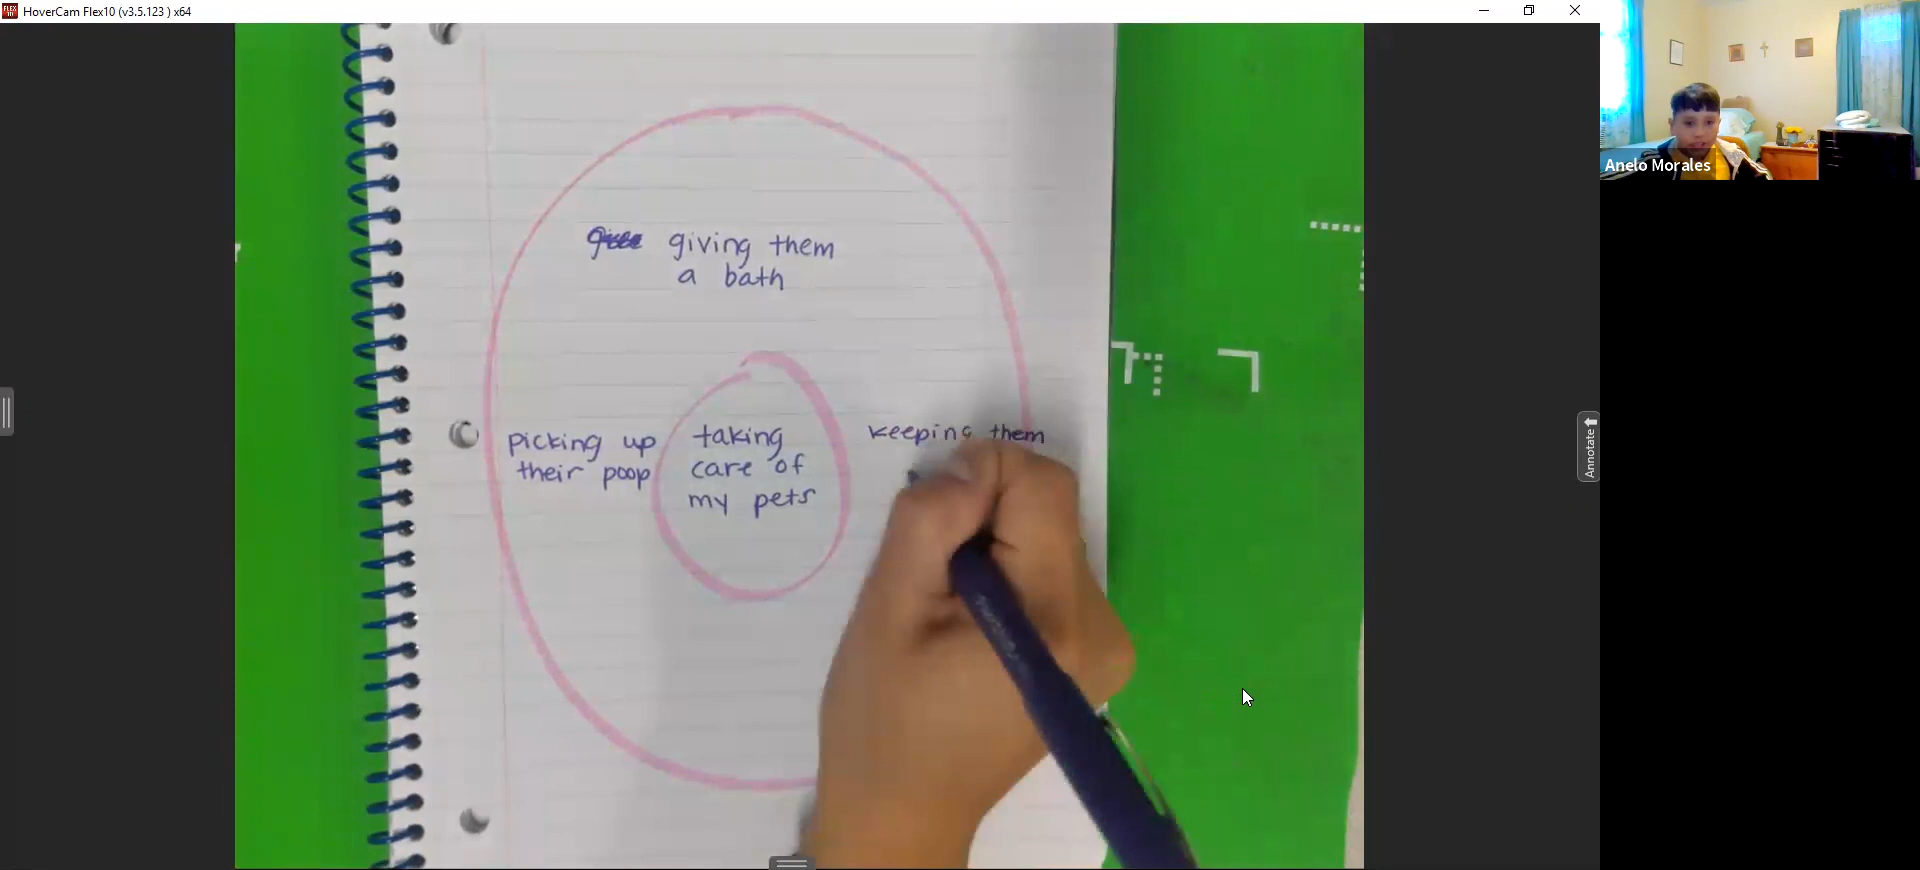 HoverCam Flex10 (v3.5.123 ) x64
Anelo Morales
giving them
a bath
picking up
their poop
taking
care of
my pets
keeping them
Annotate